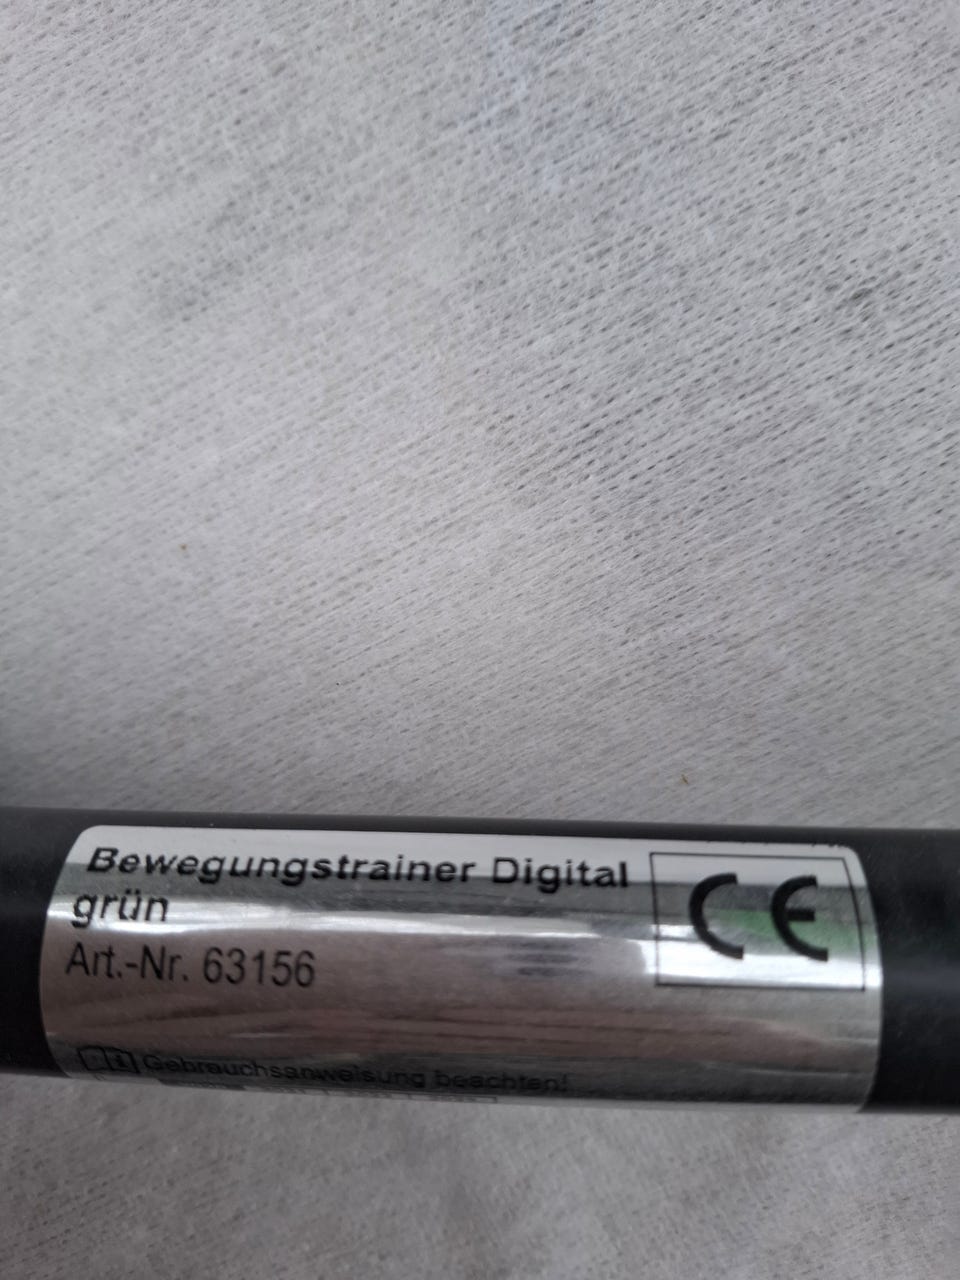 Bewegungstrainer Digital
grün
Art.-Nr. 63156
CE
Gebrauchsanweisung beachten!